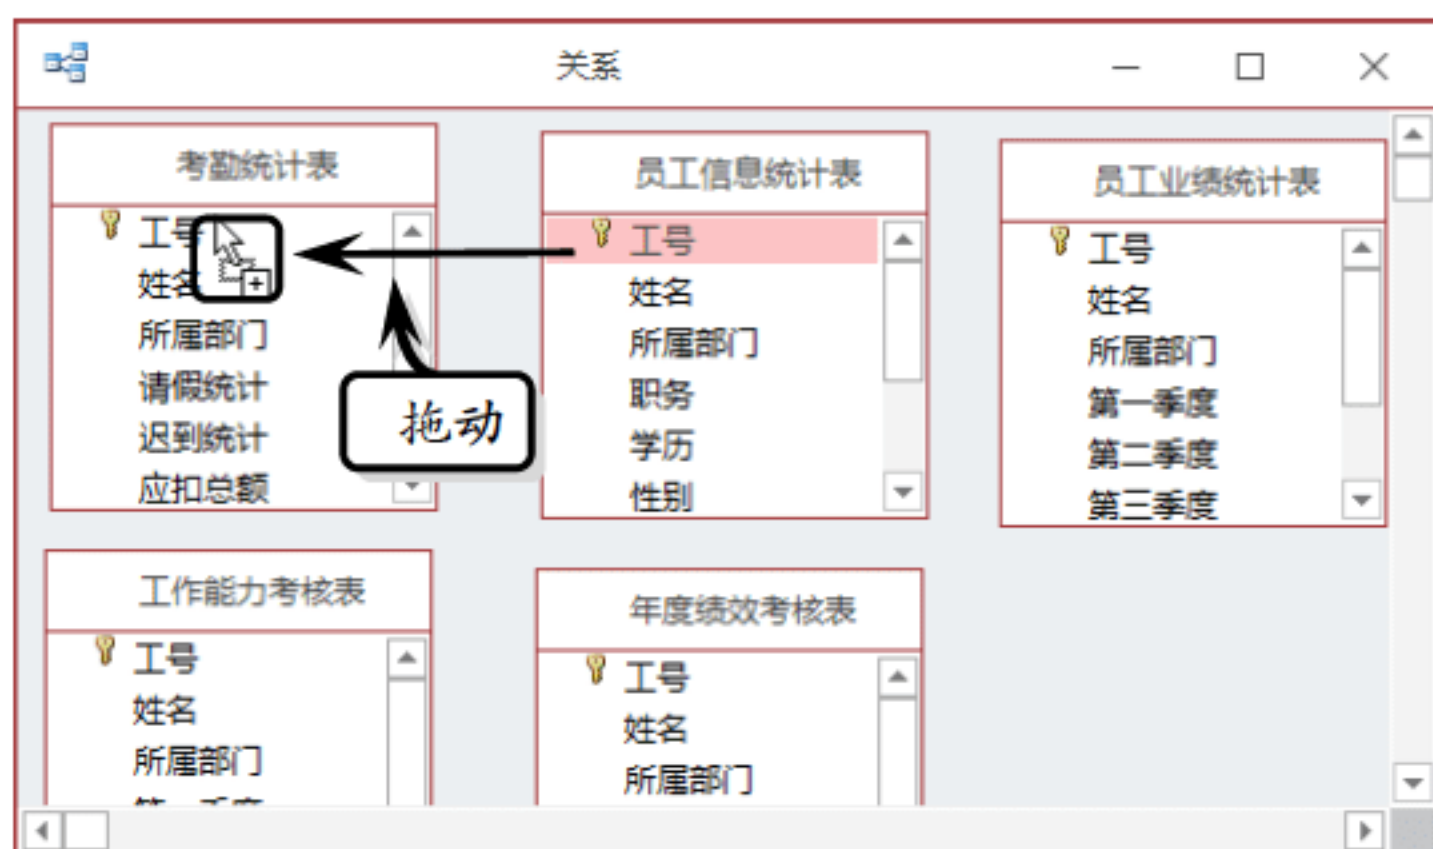 关系
考勤统计表
工号
姓名
所属部门
请假统计
迟到统计
应扣总额
拖动
员工信息统计表
工号
姓名
所属部门
职务
学历
性别
员工业绩统计表
工号
姓名
所属部门
第一季度
第二季度
第三季度
工作能力考核表
工号
姓名
所属部门
年度绩效考核表
工号
姓名
所属部门